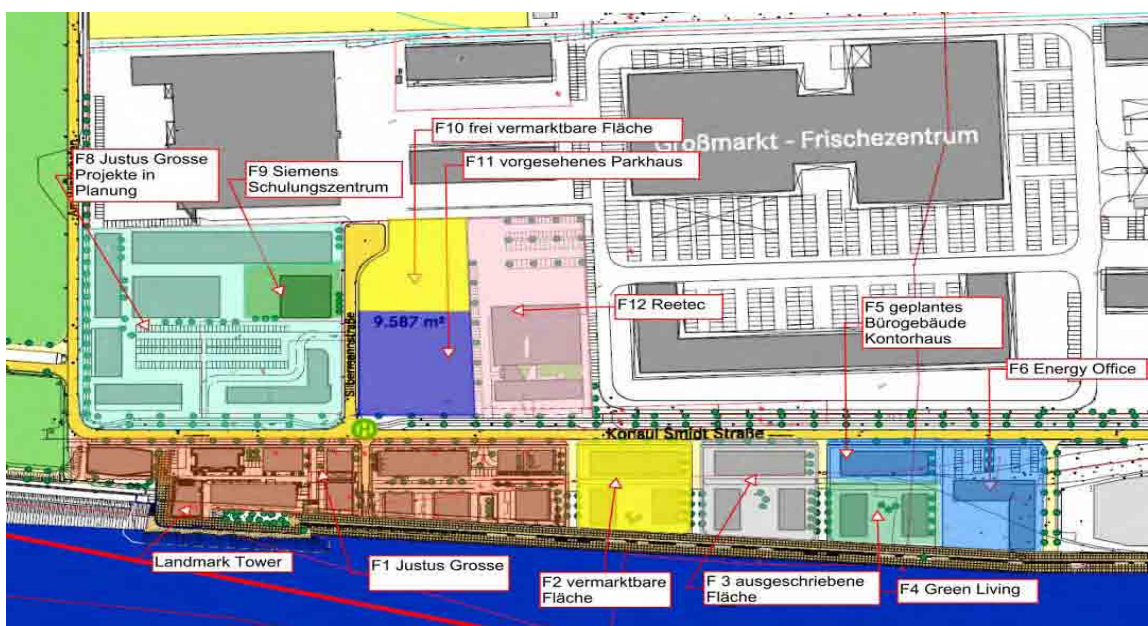 F10 frei vermarktbare Fläche
Großmarkt - Frischezentrum
F8 Justus Grosse
Projekte in
Planung
F9 Siemens
Schulungszentrum
F11 vorgesehenes Parkhaus
F12 Reetec
F5 geplantes
Bürogebäude
Kontorhaus
9.587 m²
F6 Energy Office
Silbermannstraße
H
Konsul Smidt Straße
Landmark Tower
F1 Justus Grosse
F2 vermarktbare
Fläche
F 3 ausgeschriebene
Fläche
F4 Green Living